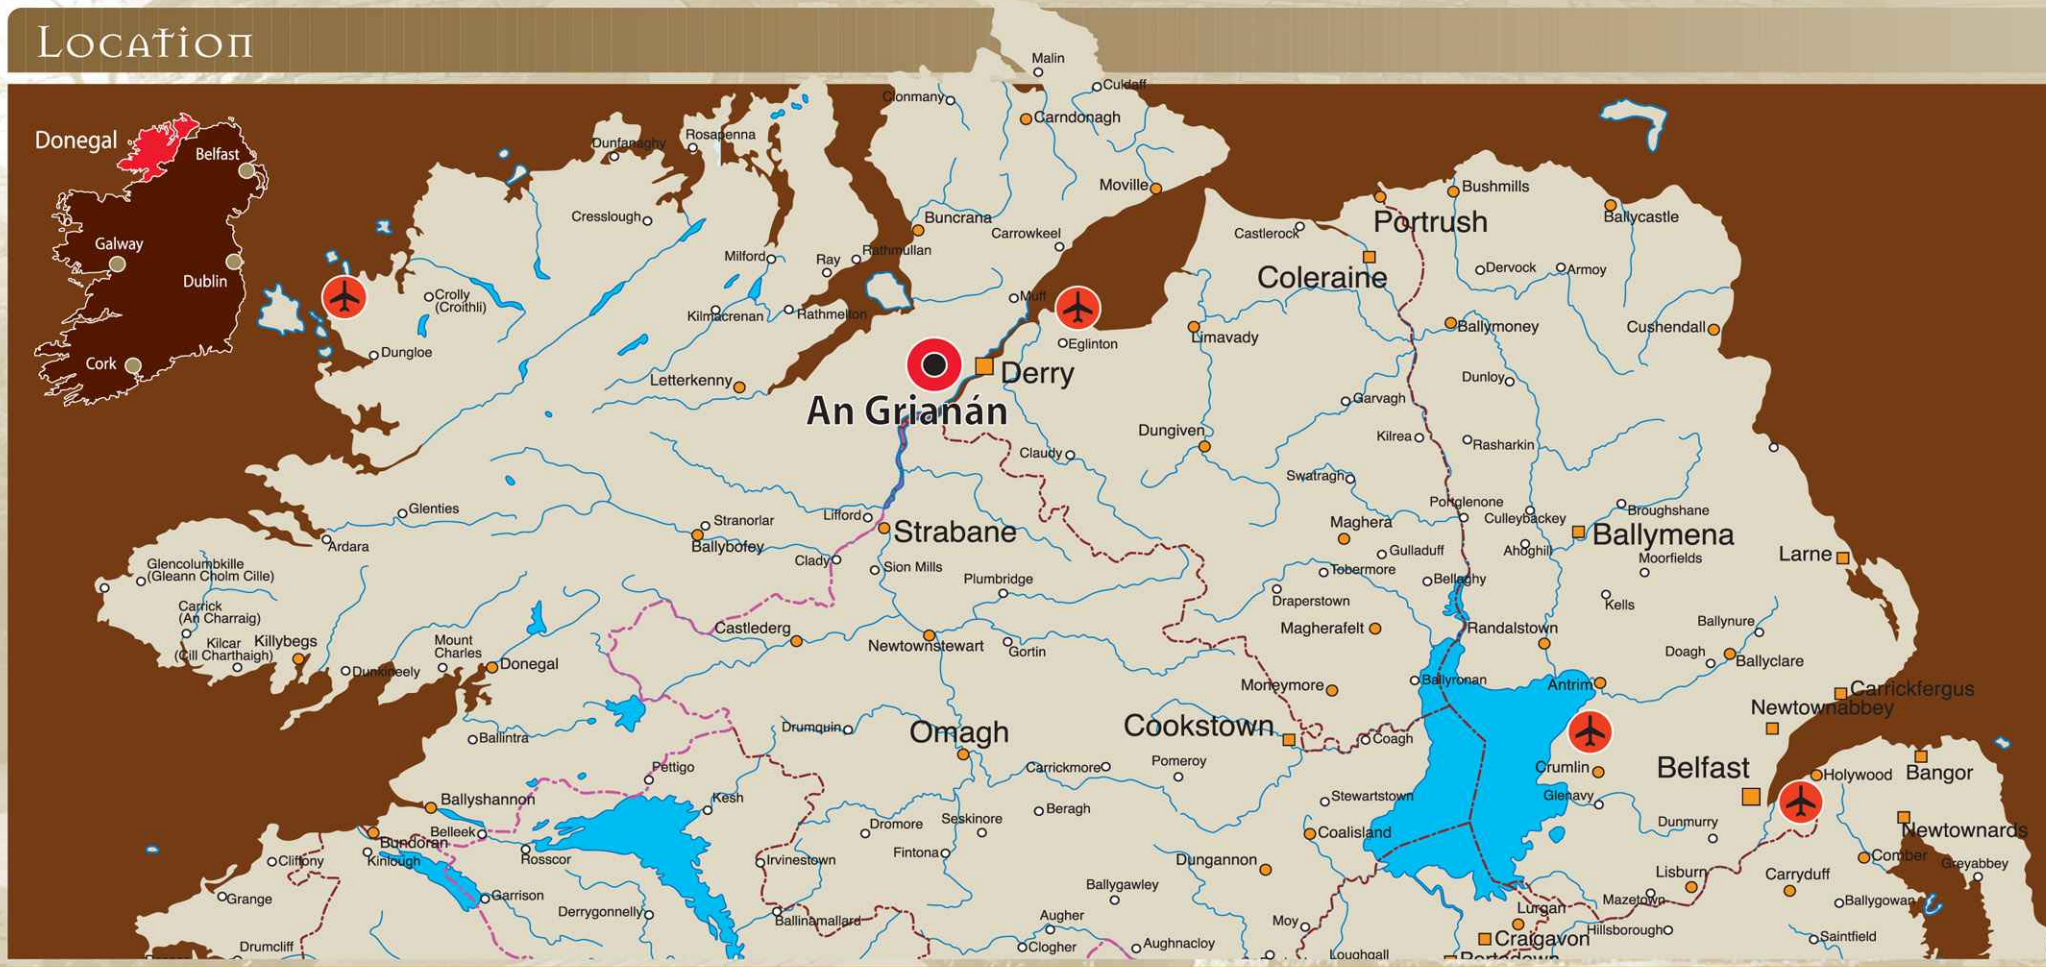 Location
Donegal
Belfast
Galway
Dublin
Cork
Malin
Culdaff
Clonmany
Carndonagh
Dunfanaghy
Rosapenna
Moville
Bushmills
Portrush
Ballycastle
Cresslough
Buncrana
Carrowkeel
Castlerock
Milford
Ray
Rathmullan
Coleraine
Dervock
Armoy
Crolly
(Croithli)
Kilmacrenan
Rathmelton
Muff
Eglinton
Limavady
Ballymoney
Cushendall
Dungloe
Letterkenny
Derry
An Grianán
Dunloy
Garvagh
Dungiven
Kilrea
Rasharkin
Claudy
Swatragh
Glenties
Stranorlar
Ballybofey
Lifford
Strabane
Portglenone
Culleybackey
Broughshane
Maghera
Ballymena
Ardara
Clady
Sion Mills
Gulladuff
Ahoghill
Moorfields
Larne
Glencolumbkille
(Gleann Cholm Cille)
Plumbridge
Tobermore
Bellaghy
Draperstown
Kells
Carrick
(An Charraig)
Castlederg
Magherafelt
Randalstown
Ballynure
Kilcar
(Cill Charthaigh)
Killybegs
Mount
Charles
Newtownstewart
Gortin
Doagh
Ballyclare
Dunkineely
Donegal
Moneymore
Ballyronan
Antrim
Carrickfergus
Newtownabbey
Ballintra
Drumquin
Omagh
Cookstown
Coagh
Pettigo
Carrickmore
Pomeroy
Crumlin
Belfast
Holywood
Bangor
Ballyshannon
Kesh
Beragh
Stewartstown
Glenavy
Belleek
Dromore
Seskinore
Coalisland
Dunmurry
Newtownards
Bundoran
Kinlough
Cliffony
Rosscor
Irvinestown
Fintona
Dungannon
Comber
Greyabbey
Lisburn
Carryduff
Grange
Garrison
Ballygawley
Mazetown
Ballygowan
Derrygonnelly
Ballinamallard
Augher
Moy
Lurgan
Hillsborough
Drumcliff
Clogher
Aughnacloy
Craigavon
Saintfield
Loughgall
Portadown